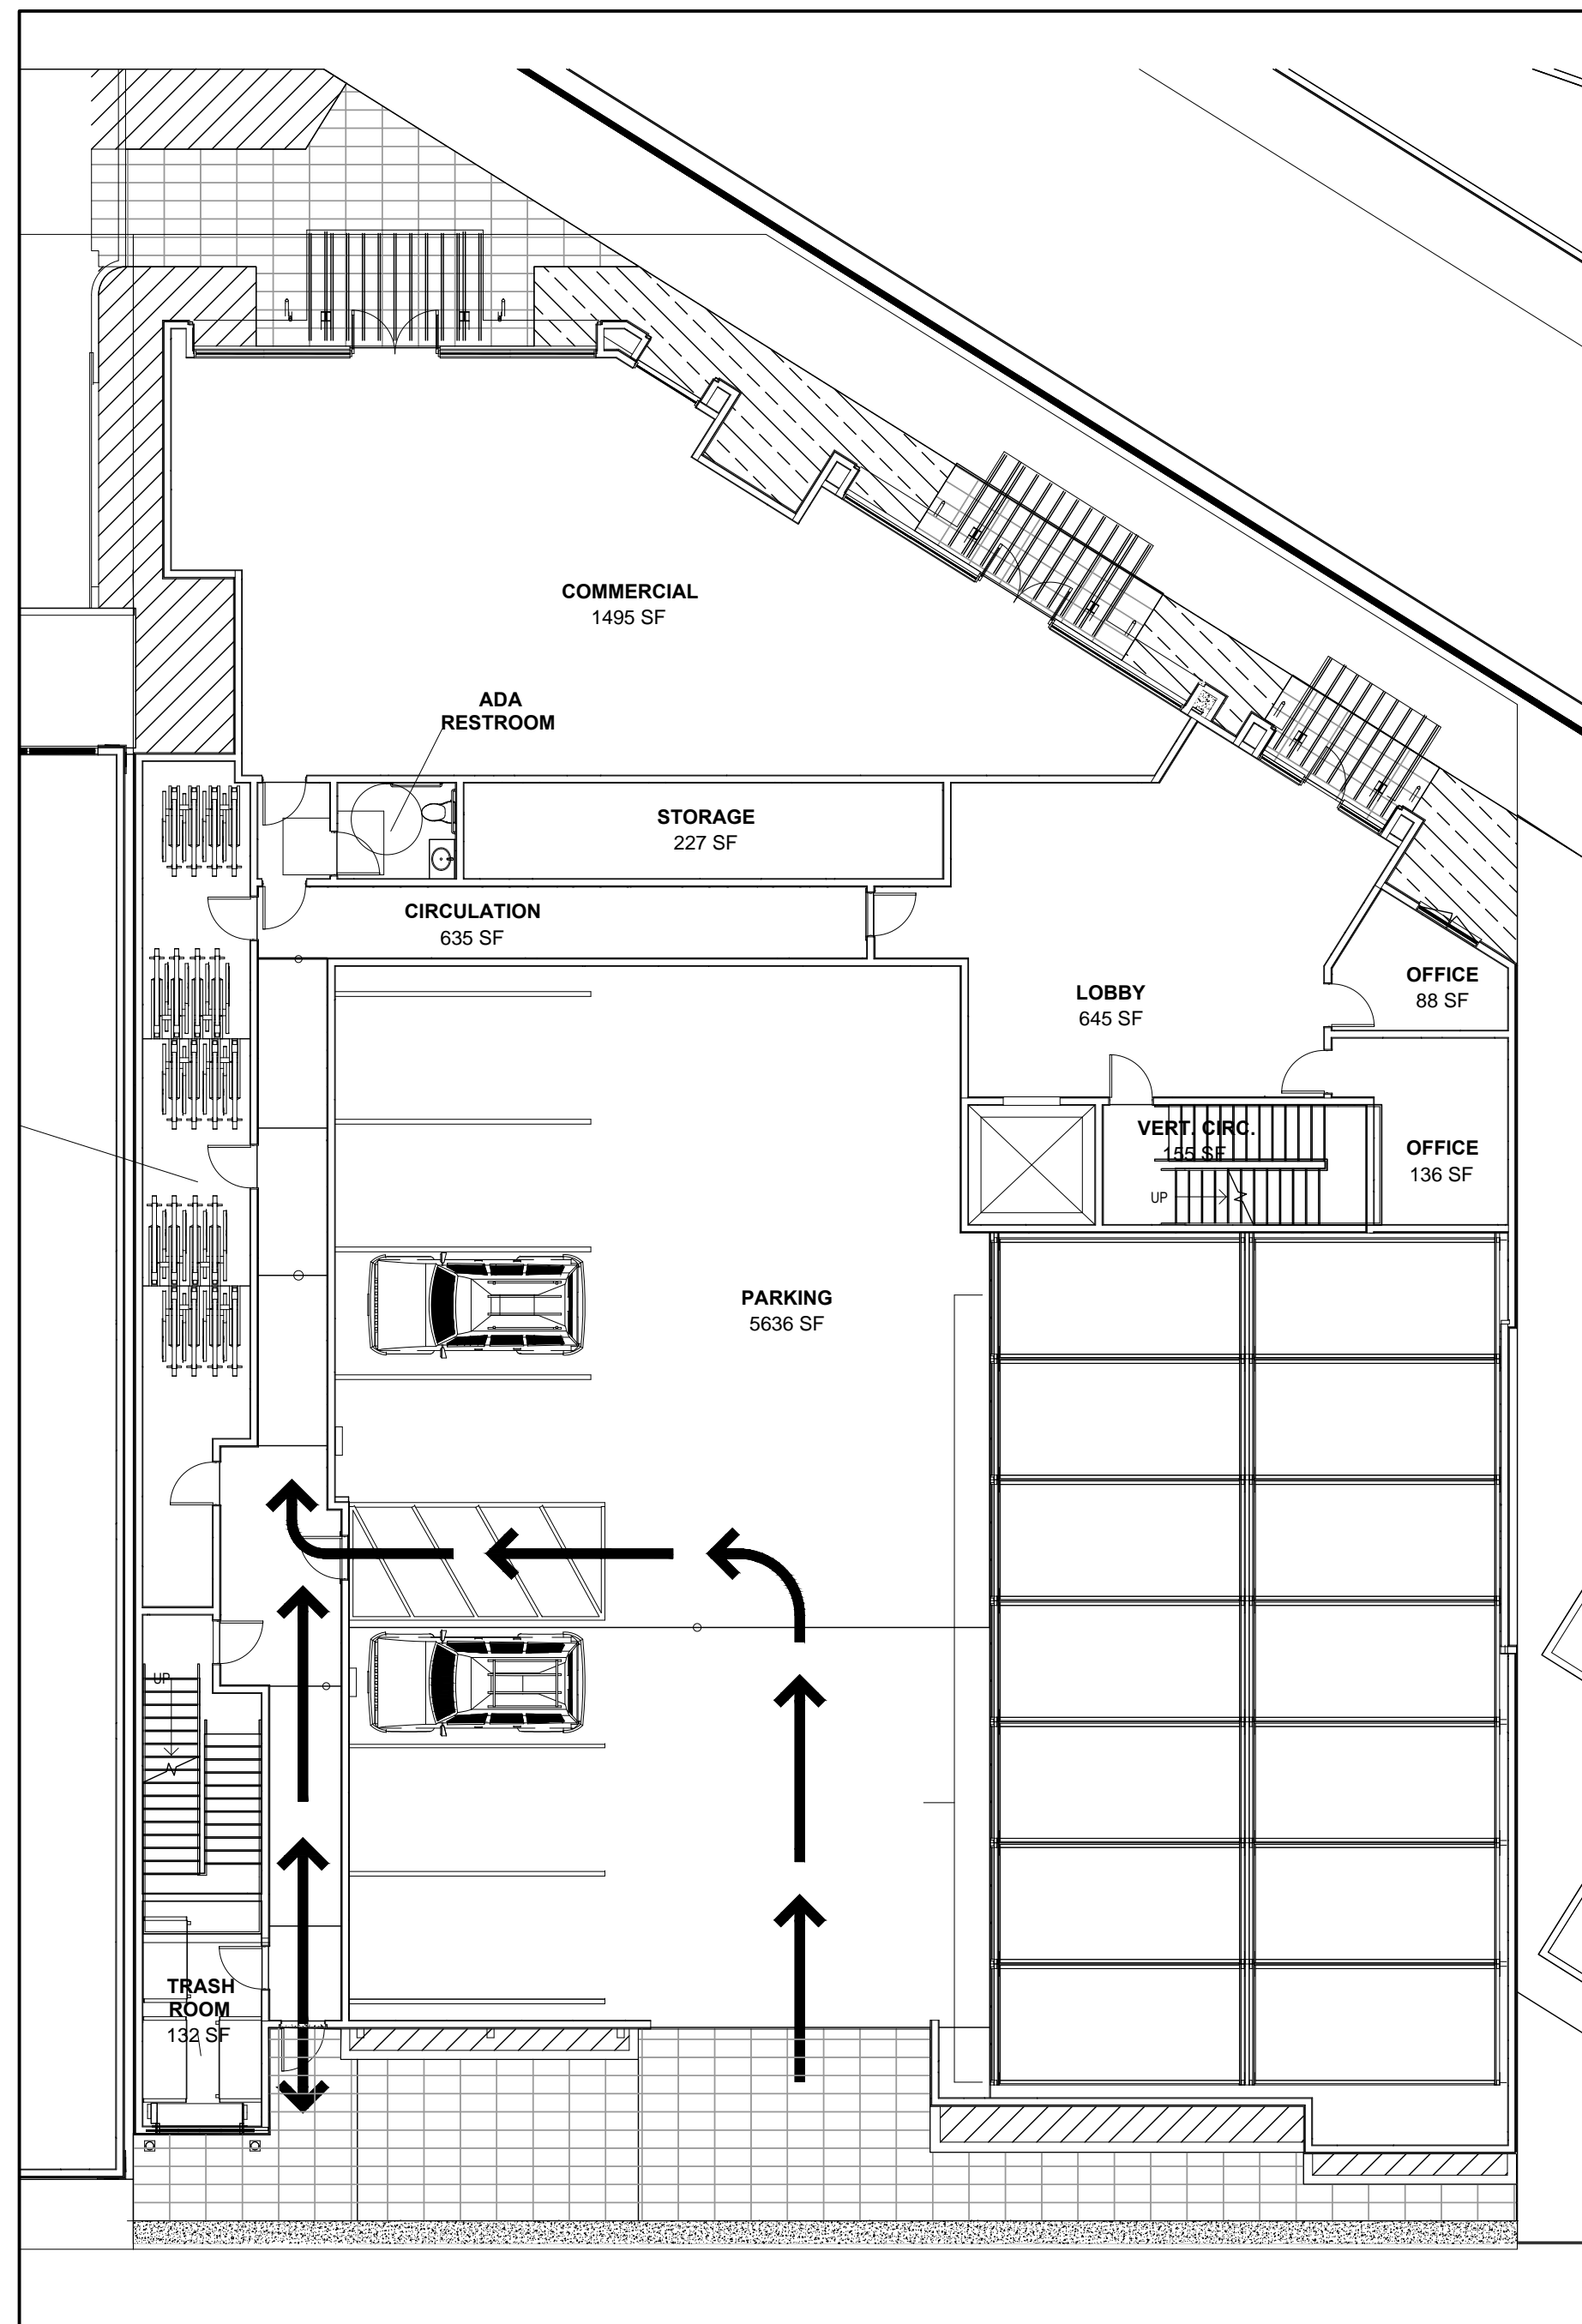 COMMERCIAL
1495 SF
ADA
RESTROOM
STORAGE
227 SF
CIRCULATION
635 SF
LOBBY
645 SF
OFFICE
88 SF
VERT. CIRC.
155 SF
UP
OFFICE
136 SF
PARKING
5636 SF
UP
TRASH
ROOM
132 SF